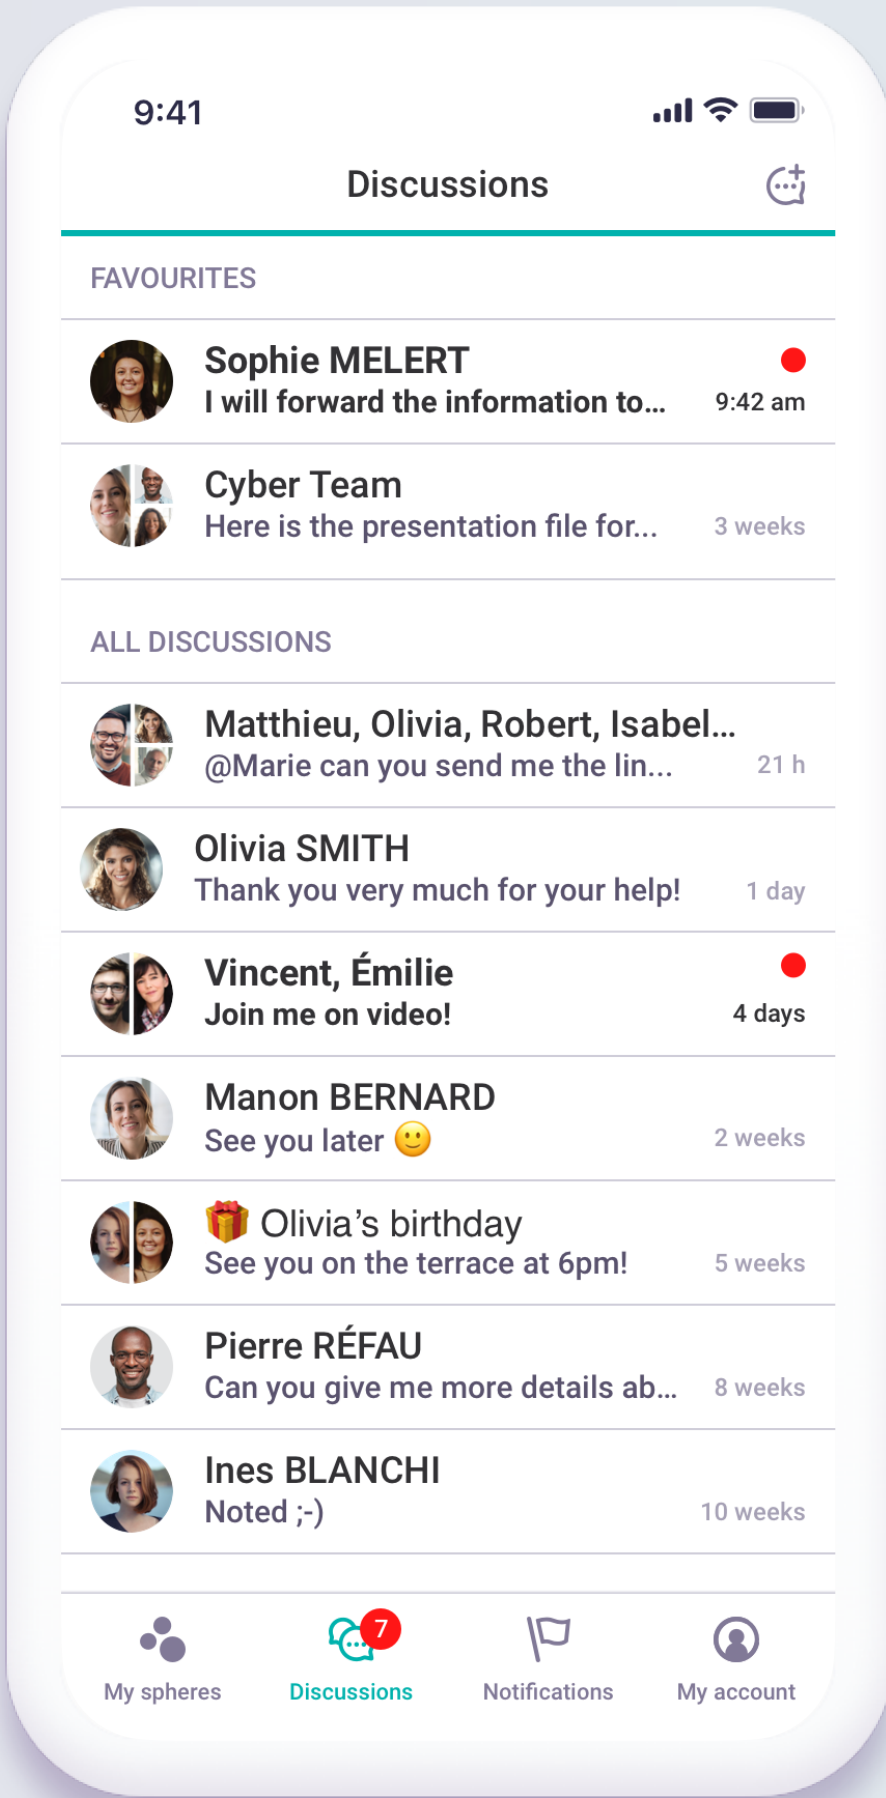 9:41
Discussions
FAVOURITES
Sophie MELERT
I will forward the information to...
9:42 am
Cyber Team
Here is the presentation file for...
3 weeks
ALL DISCUSSIONS
Matthieu, Olivia, Robert, Isabel...
@Marie can you send me the lin...
21 h
Olivia SMITH
Thank you very much for your help!
1 day
Vincent, Émilie
Join me on video!
4 days
Manon BERNARD
See you later 🙂
2 weeks
🎁 Olivia’s birthday
See you on the terrace at 6pm!
5 weeks
Pierre RÉFAU
Can you give me more details ab...
8 weeks
Ines BLANCHI
Noted ;-)
10 weeks
7
My spheres
Discussions
Notifications
My account